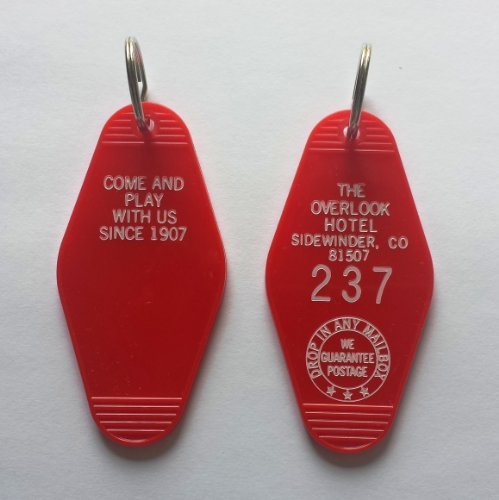 COME AND
PLAY
WITH US
SINCE 1907
THE
OVERLOOK
HOTEL
SIDEWINDER, CO
81507
237
DROP IN ANY MAILBOX
WE
GUARANTEE
POSTAGE